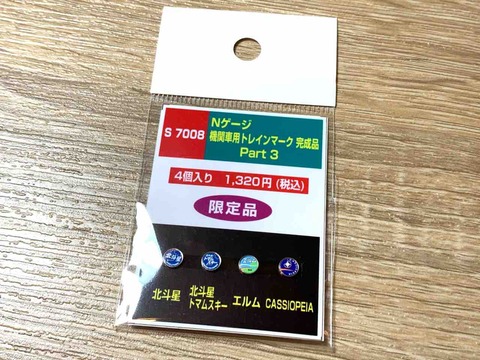 S 7008
Nゲージ
機関車用トレインマーク 完成品
Part 3
4個入り 1,320円 (税込)
限定品
北斗星
北斗星
トマムスキー
エルム
CASSIOPEIA